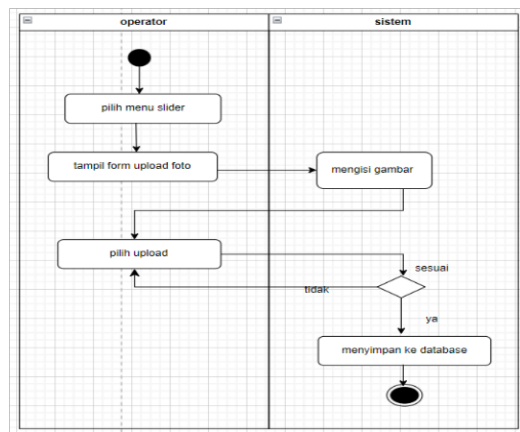 operator
sistem
pilih menu slider
tampil form upload foto
mengisi gambar
pilih upload
sesuai
tidak
ya
menyimpan ke database